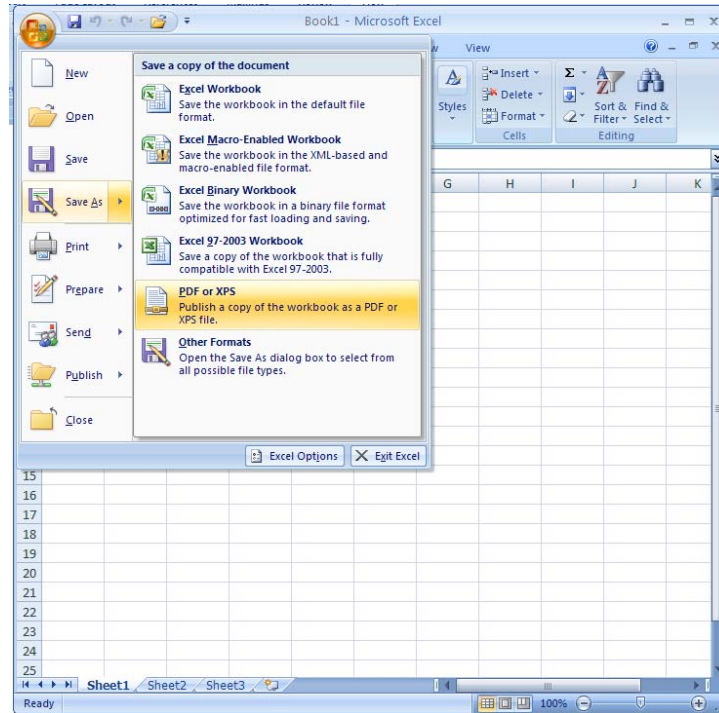 Book1 - Microsoft Excel
View
New
Open
Save
Save As
Print
Prepare
Send
Publish
Close
Save a copy of the document
Excel Workbook
Save the workbook in the default file
format.
Excel Macro-Enabled Workbook
Save the workbook in the XML-based and
macro-enabled file format.
Excel Binary Workbook
Save the workbook in a binary file format
optimized for fast loading and saving.
Excel 97-2003 Workbook
Save a copy of the workbook that is fully
compatible with Excel 97-2003.
PDF or XPS
Publish a copy of the workbook as a PDF or
XPS file.
Other Formats
Open the Save As dialog box to select from
all possible file types.
Excel Options
Exit Excel
Styles
Insert
Delete
Format
Cells
Σ
Sort &
Filter
Find &
Select
Editing
G H I J K
15
16
17
18
19
20
21
22
23
24
25
Sheet1 Sheet2 Sheet3
Ready
100%